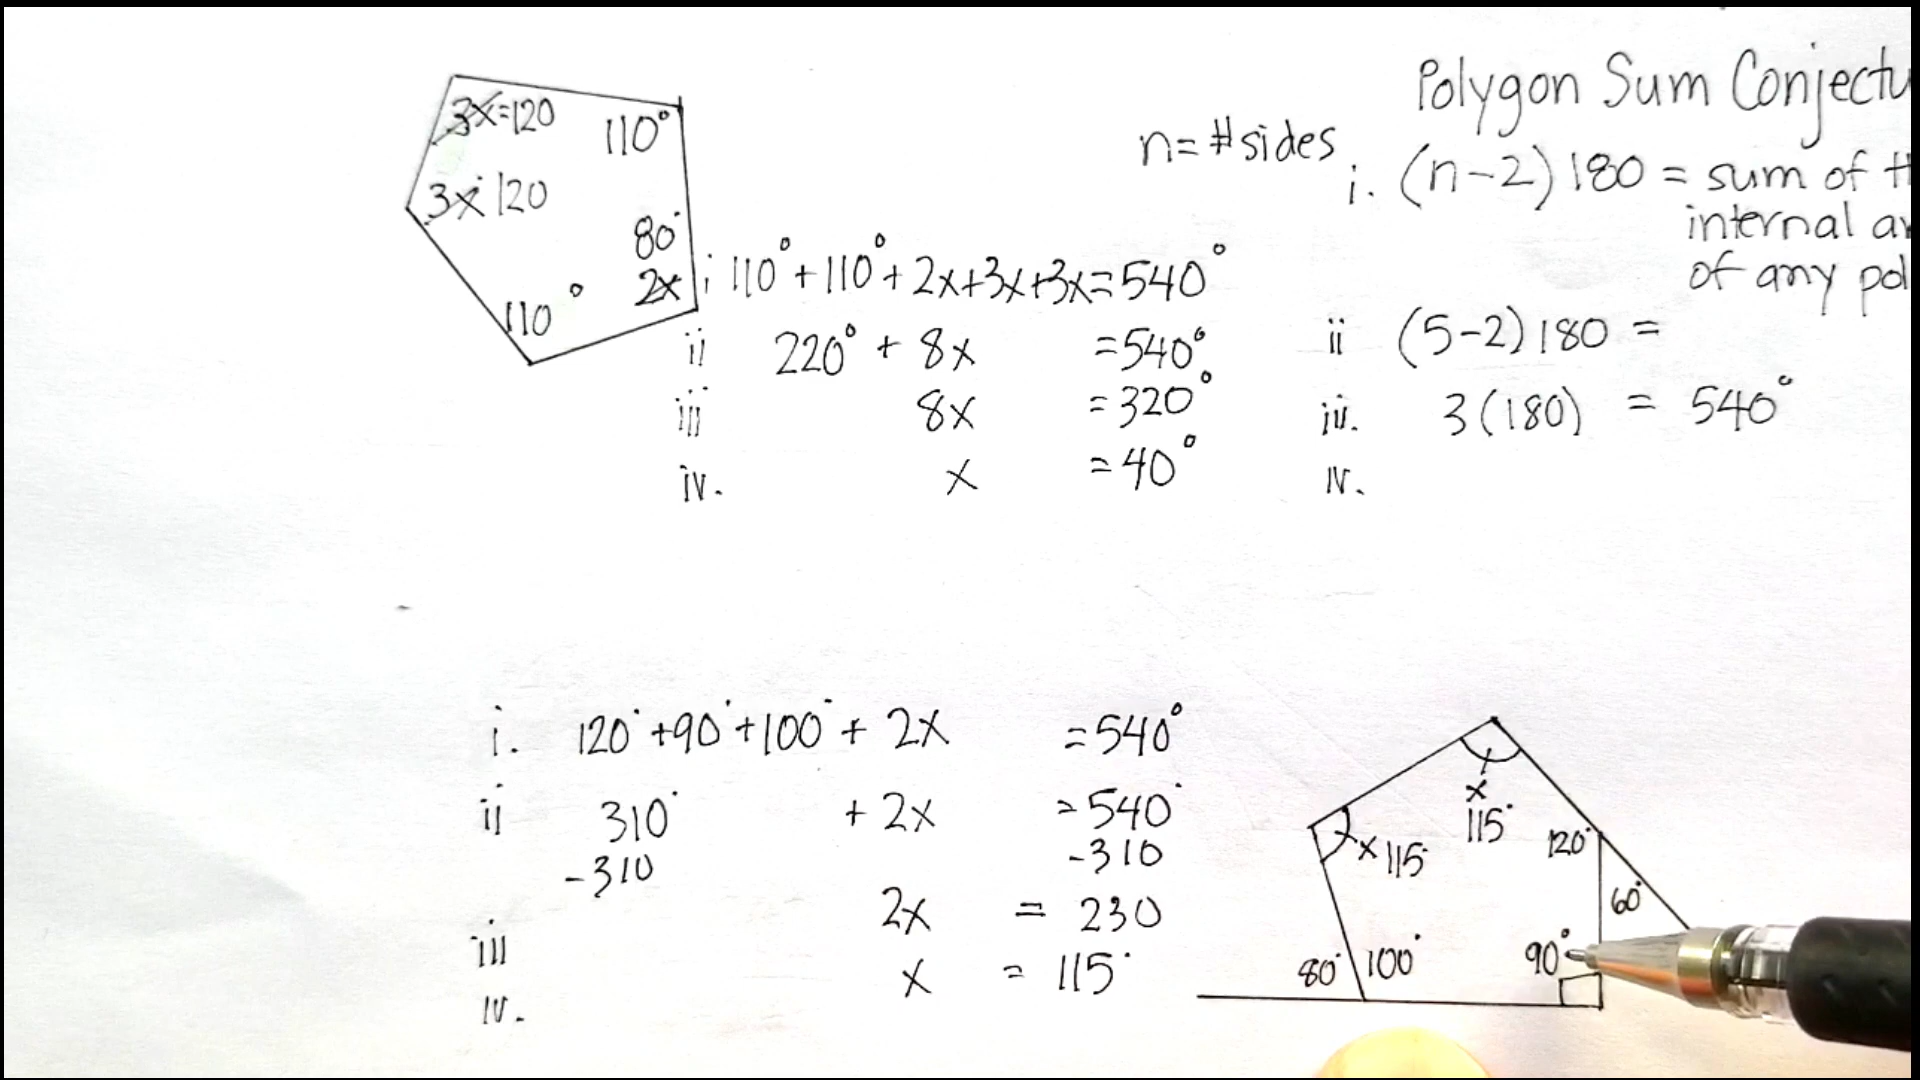 Polygon Sum
n = # sides
i. (n-2) 180 = sum of
internal
of any
ii (5-2) 180 =
iii. 3(180) = 540°
iv.
3x=120
110°
3x 120
80°
2x
110°
i 110° + 110° + 2x+3x+3x=540°
ii 220° + 8x =540°
iii 8x =320°
iv. x =40°
i. 120°+90°+100°+ 2x =540°
ii 310° + 2x =540°
-310 -310
iii 2x = 230
iv. x = 115°
x
115°
x 115°
120°
60°
80° 100° 90°